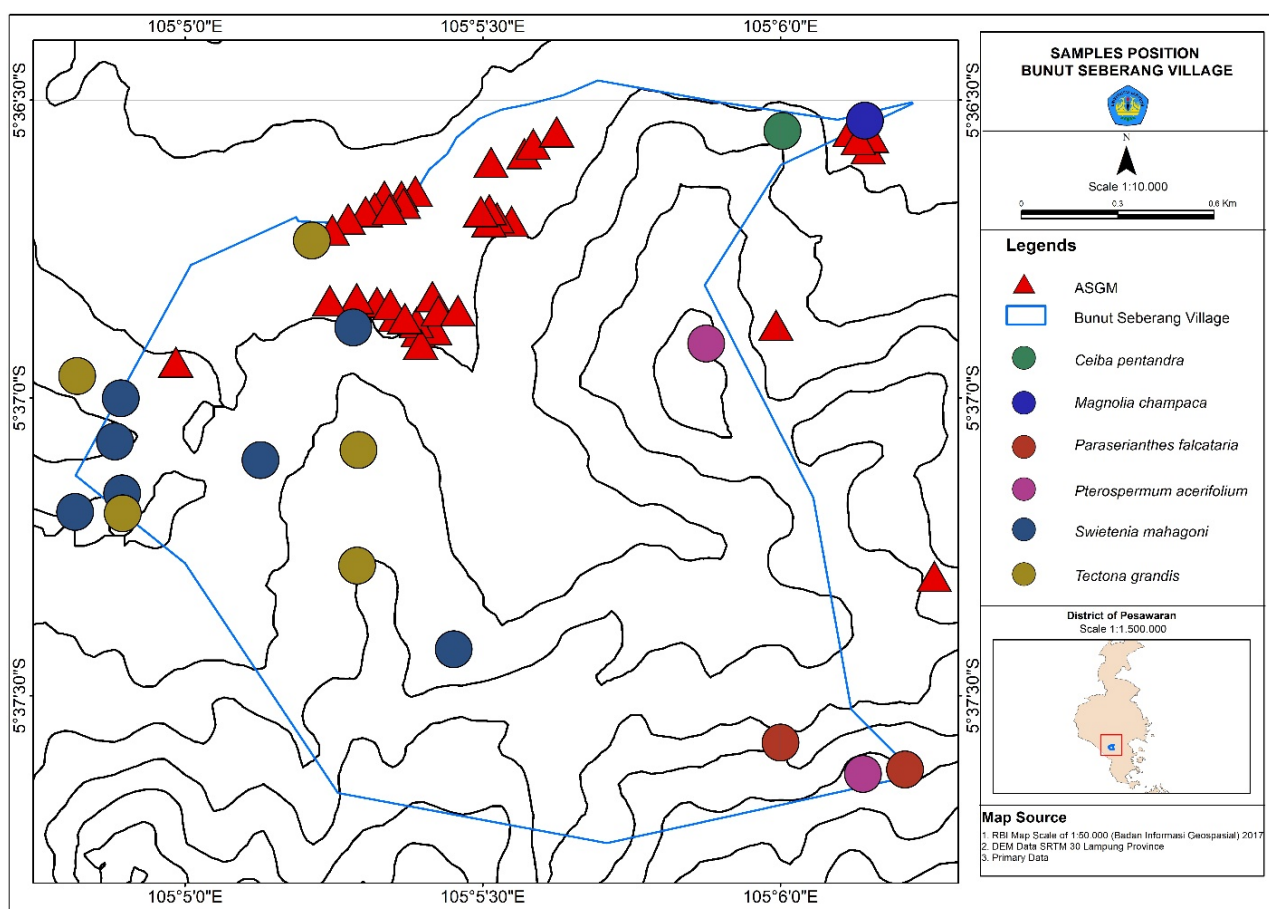 105°5'0"E 105°5'30"E 105°6'0"E
5°36'30"S 5°36'30"S
5°37'0"S 5°37'0"S
5°37'30"S 5°37'30"S
105°5'0"E 105°5'30"E 105°6'0"E
SAMPLES POSITION
BUNUT SEBERANG VILLAGE
N
Scale 1:10.000
0 0.3 0.6 Km
Legends
ASGM
Bunut Seberang Village
Ceiba pentandra
Magnolia champaca
Paraserianthes falcataria
Pterospermum acerifolium
Swietenia mahagoni
Tectona grandis
District of Pesawaran
Scale 1:1.500.000
Map Source
1. RBI Map Scale of 1:50.000 (Badan Informasi Geospasial) 2017
2. DEM Data SRTM 30 Lampung Province
3. Primary Data